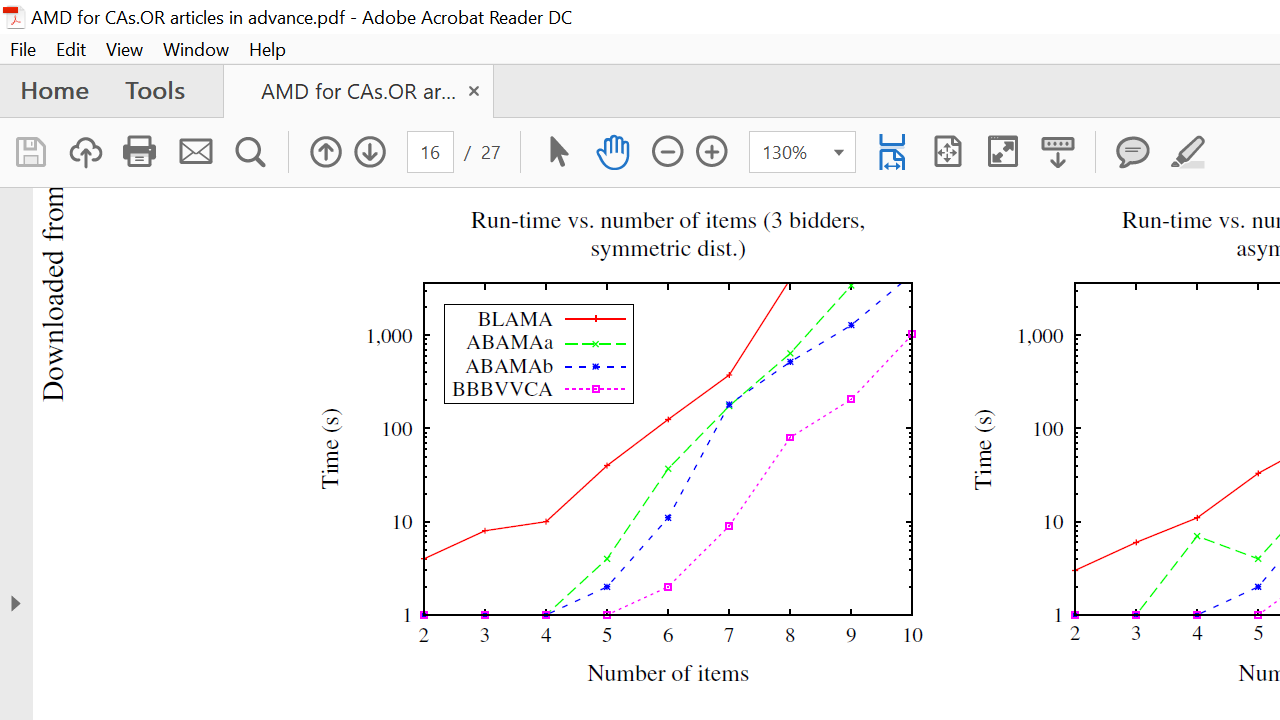 AMD for CAs.OR articles in advance.pdf - Adobe Acrobat Reader DC
File Edit View Window Help
Home Tools AMD for CAs.OR ar... ×
16 / 27 130%
Downloaded from
Run-time vs. number of items (3 bidders,
symmetric dist.)
BLAMA
ABAMAa
ABAMAb
BBBVVCA
1,000
100
10
1
Time (s)
2 3 4 5 6 7 8 9 10
Number of items
Run-time vs. nu
asym
1,000
100
10
1
Time (s)
2 3 4 5
Num